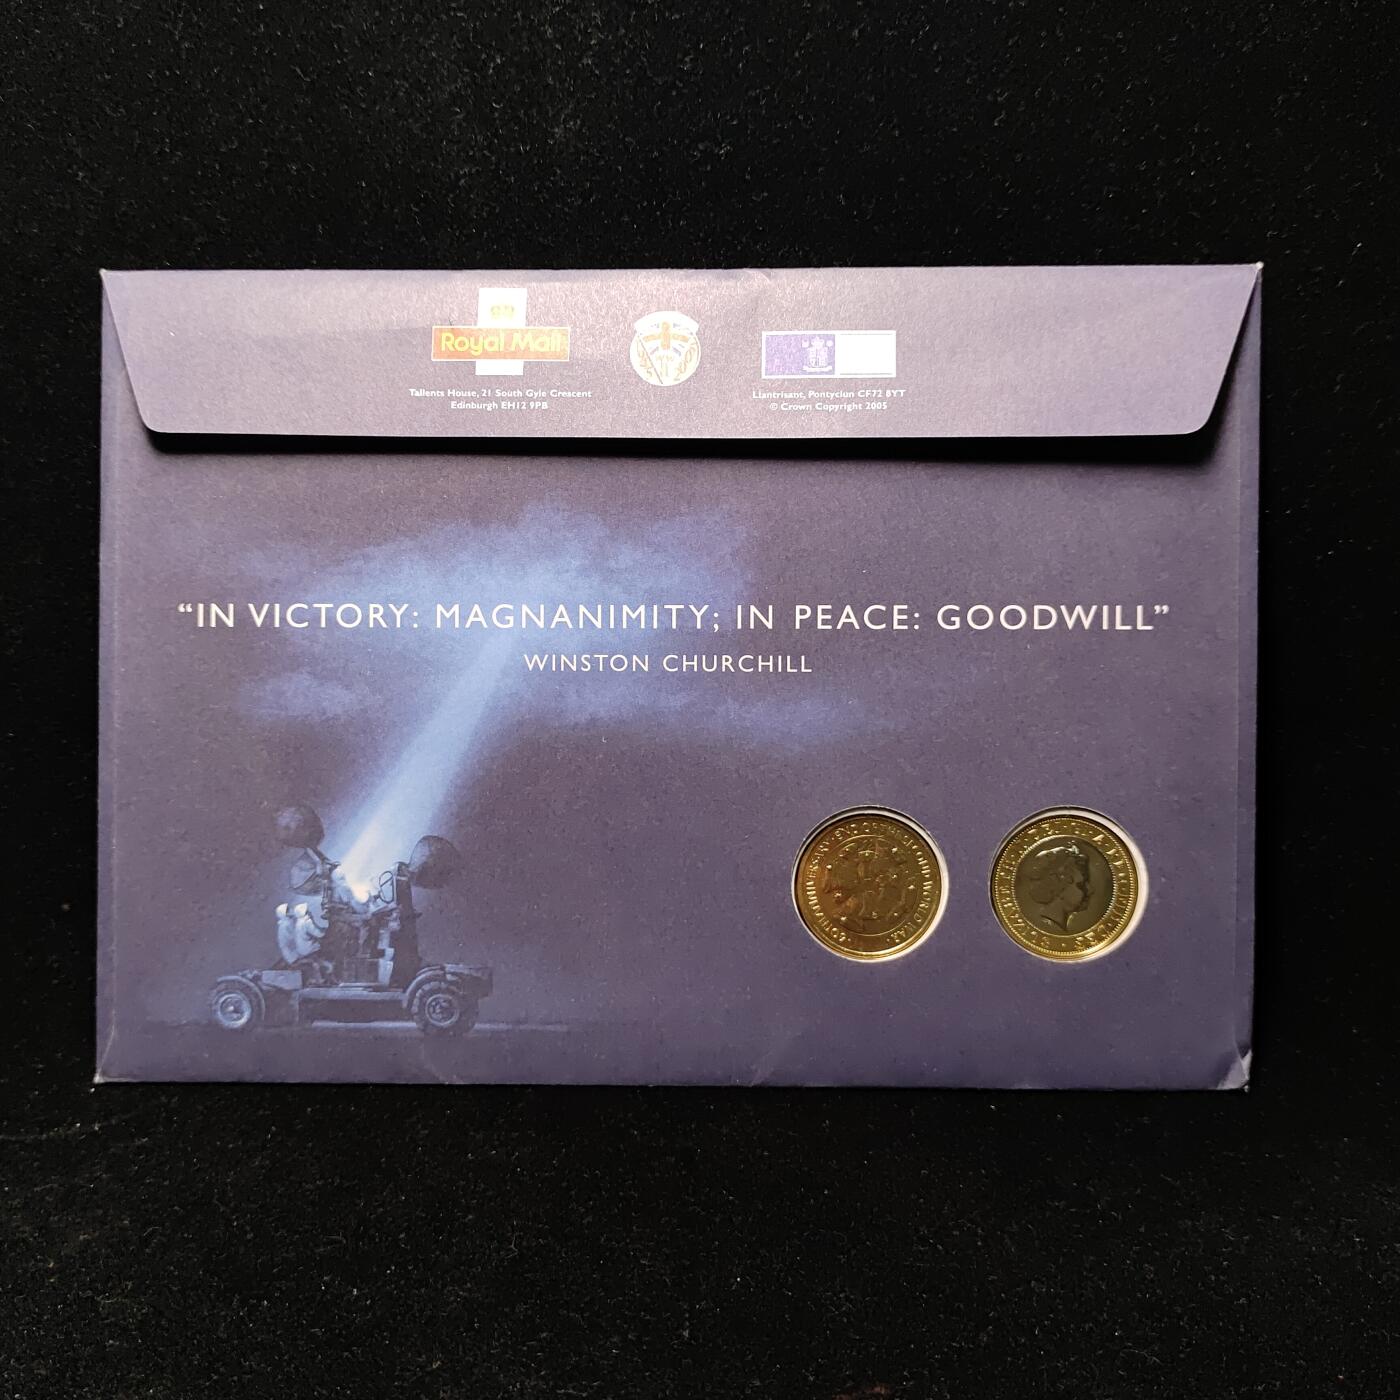 Royal Mail
Tallents House, 21 South Gyle Crescent
Edinburgh EH12 9PB
Llantrisant, Pontyclun CF72 8YT
© Crown Copyright 2005
“IN VICTORY: MAGNANIMITY; IN PEACE: GOODWILL”
WINSTON CHURCHILL